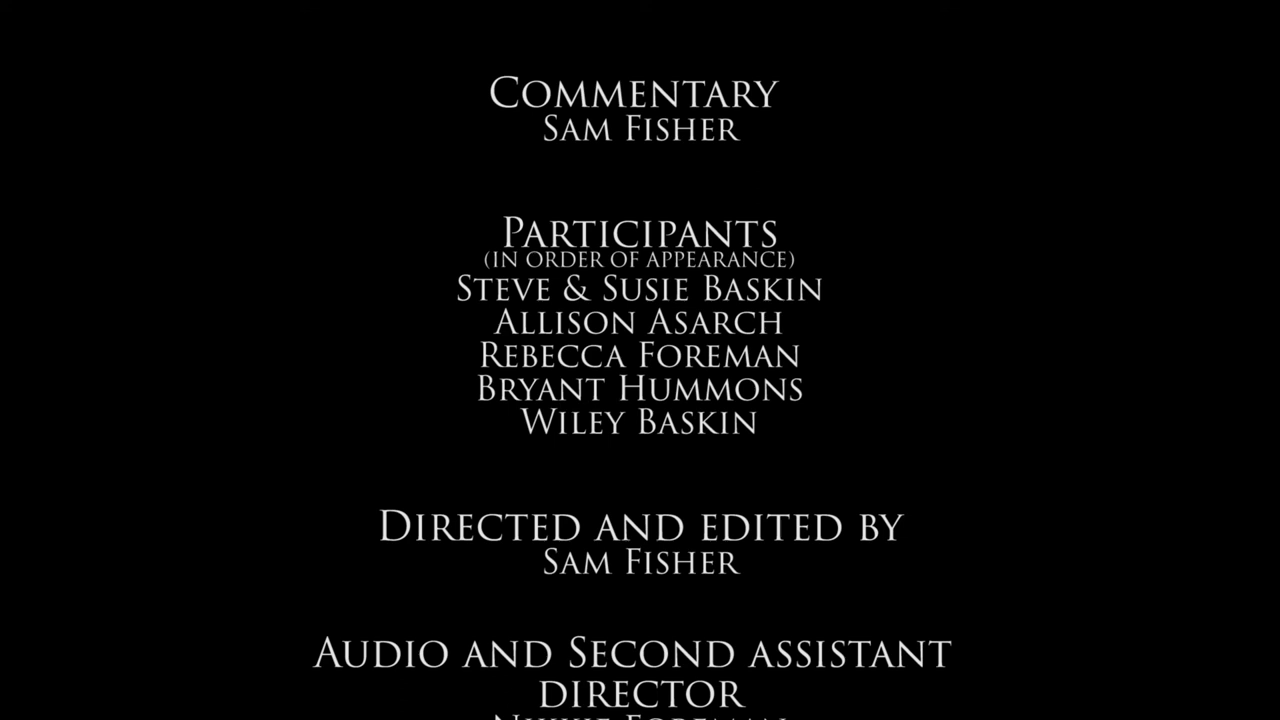 Commentary
Sam Fisher
Participants
(in order of appearance)
Steve & Susie Baskin
Allison Asarch
Rebecca Foreman
Bryant Hummons
Wiley Baskin
Directed and edited by
Sam Fisher
Audio and Second assistant
director